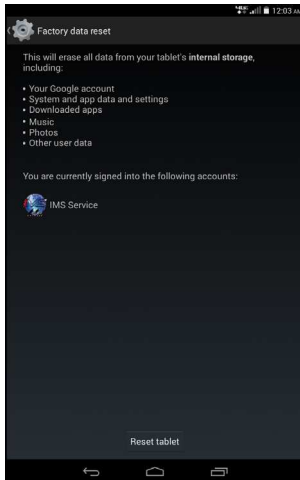 12:03 AM
Factory data reset
This will erase all data from your tablet's internal storage,
including:
• Your Google account
• System and app data and settings
• Downloaded apps
• Music
• Photos
• Other user data
You are currently signed into the following accounts:
IMS Service
Reset tablet